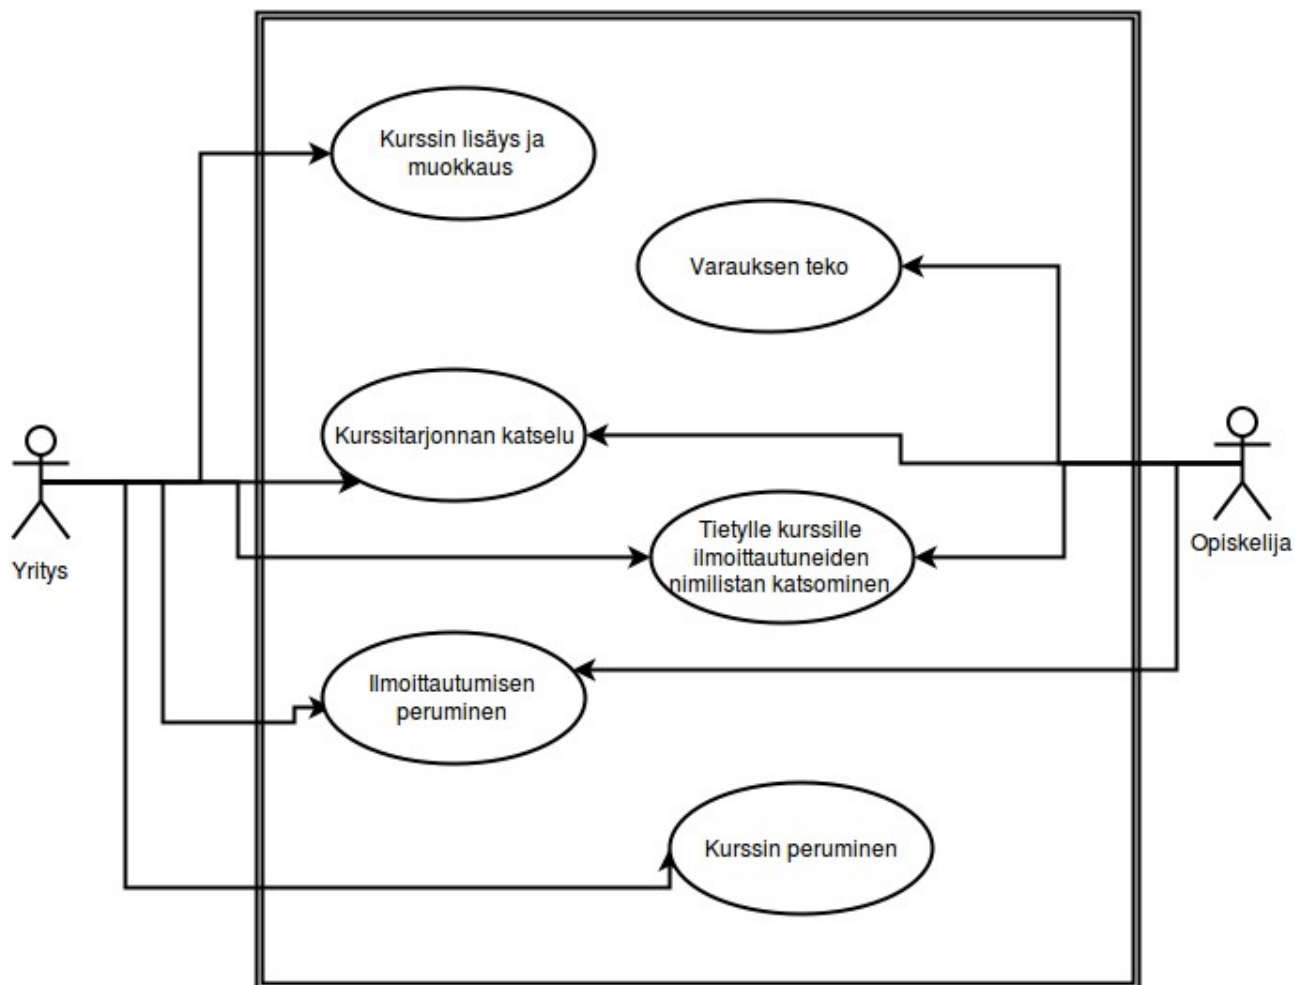 Kurssin lisäys ja
muokkaus
Varauksen teko
Kurssitarjonnan katselu
Tietylle kurssille
ilmoittautuneiden
nimilistan katsominen
Yritys
Opiskelija
Ilmoittautumisen
peruminen
Kurssin peruminen